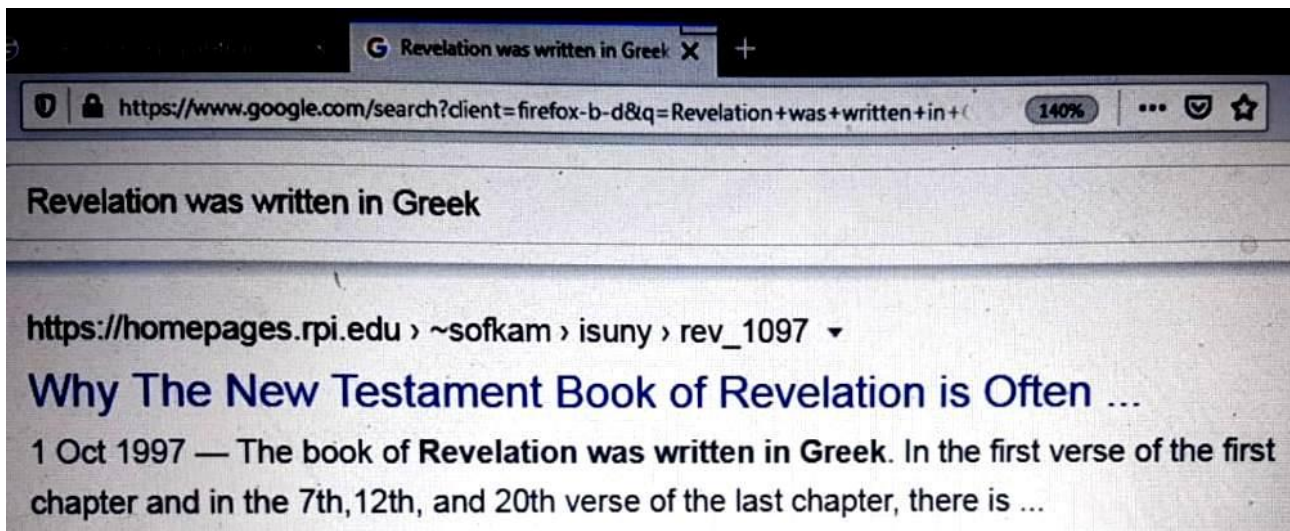 Revelation was written in Greek
https://www.google.com/search?client=firefox-b-d&q=Revelation+was+written+in+
140%
Revelation was written in Greek
https://homepages.rpi.edu › ~sofkam › isuny › rev_1097
Why The New Testament Book of Revelation is Often ...
1 Oct 1997 — The book of Revelation was written in Greek. In the first verse of the first
chapter and in the 7th,12th, and 20th verse of the last chapter, there is ...